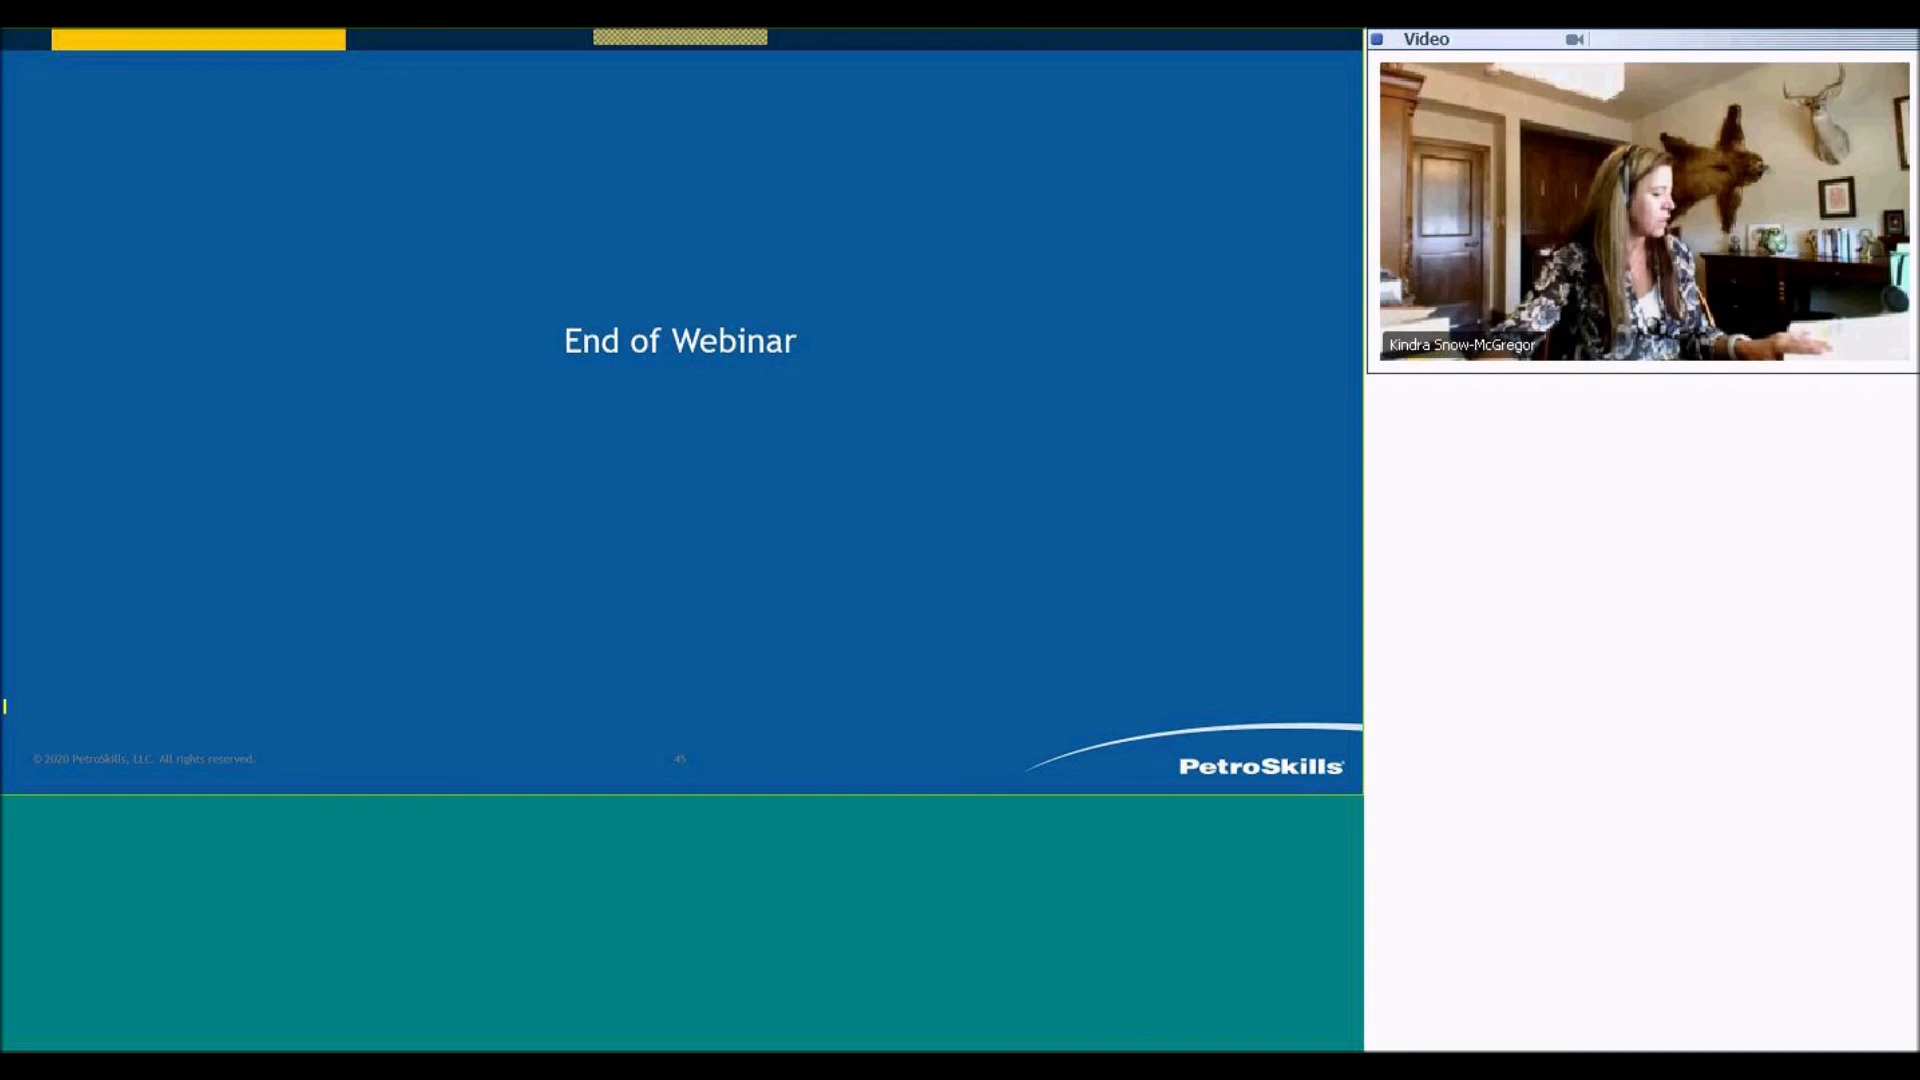 Video
Kindra Snow-McGregor
End of Webinar
© 2020 PetroSkills, LLC. All rights reserved.
45
PetroSkills